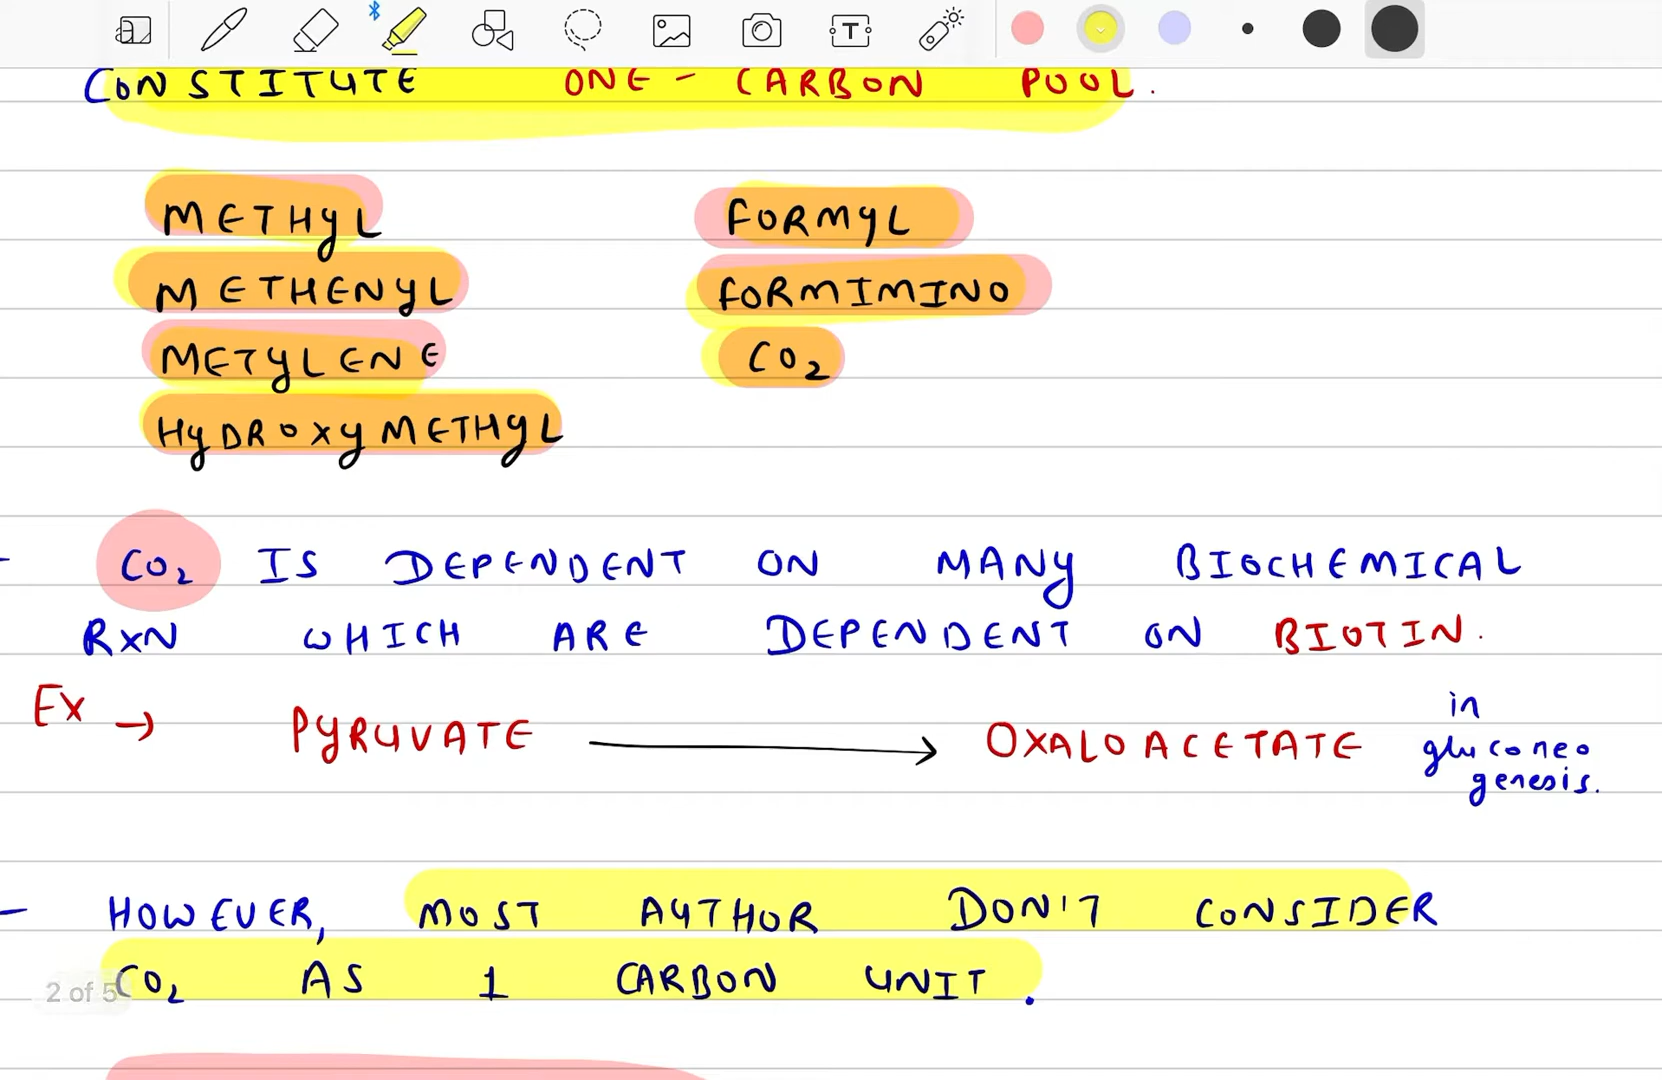 CONSTITUTE ONE - CARBON POOL.
METHYL FORMYL
METHENYL FORMIMINO
METYLENE CO₂
HYDROXYMETHYL
- CO₂ IS DEPENDENT ON MANY BIOCHEMICAL
RXN WHICH ARE DEPENDENT ON BIOTIN.
EX → PYRUVATE → OXALOACETATE in
gluconeo
genesis.
- HOWEVER, MOST AUTHOR DON'T CONSIDER
CO₂ AS 1 CARBON UNIT.
2 of 5